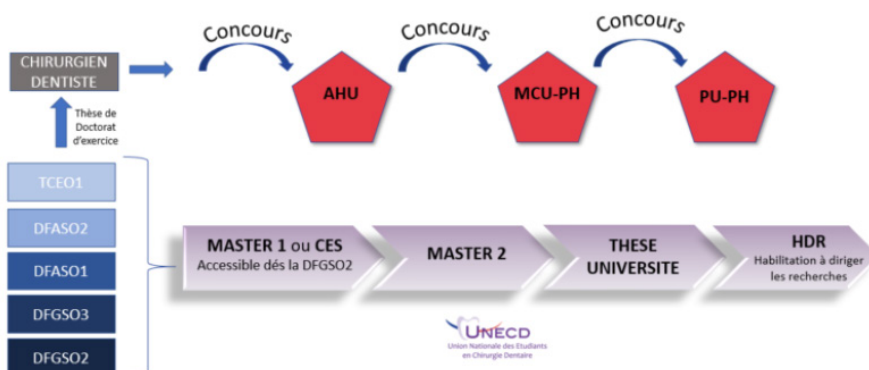 Concours
Concours
Concours
CHIRURGIEN
DENTISTE
AHU
MCU-PH
PU-PH
Thèse de
Doctorat
d'exercice
TCEO1
DFASO2
DFASO1
DFGSO3
DFGSO2
MASTER 1 ou CES
Accessible dés la DFGSO2
MASTER 2
THESE
UNIVERSITE
HDR
Habilitation à diriger
les recherches
UNECD
Union Nationale des Etudiants
en Chirurgie Dentaire